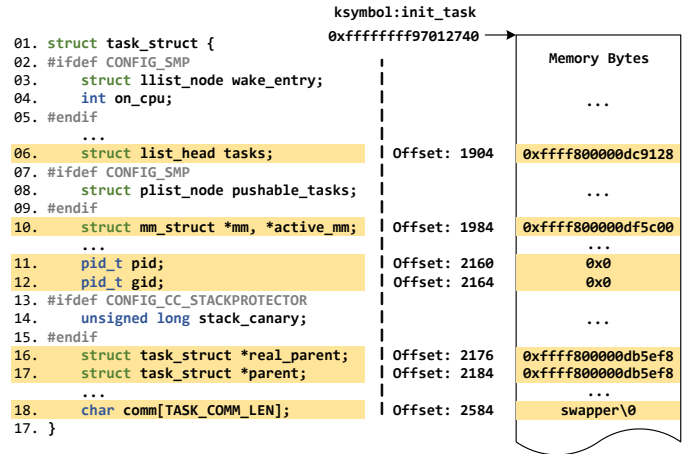 ksymbol:init_task
0xffffffff97012740
Memory Bytes
01. struct task_struct {
02. #ifdef CONFIG_SMP
03. struct llist_node wake_entry;
04. int on_cpu; ...
05. #endif
...
06. struct list_head tasks; Offset: 1904 0xffff800000dc9128
07. #ifdef CONFIG_SMP
08. struct plist_node pushable_tasks; ...
09. #endif
10. struct mm_struct *mm, *active_mm; Offset: 1984 0xffff800000df5c00
... ...
11. pid_t pid; Offset: 2160 0x0
12. pid_t gid; Offset: 2164 0x0
13. #ifdef CONFIG_CC_STACKPROTECTOR
14. unsigned long stack_canary; ...
15. #endif
16. struct task_struct *real_parent; Offset: 2176 0xffff800000db5ef8
17. struct task_struct *parent; Offset: 2184 0xffff800000db5ef8
... ...
18. char comm[TASK_COMM_LEN]; Offset: 2584 swapper\0
17. }